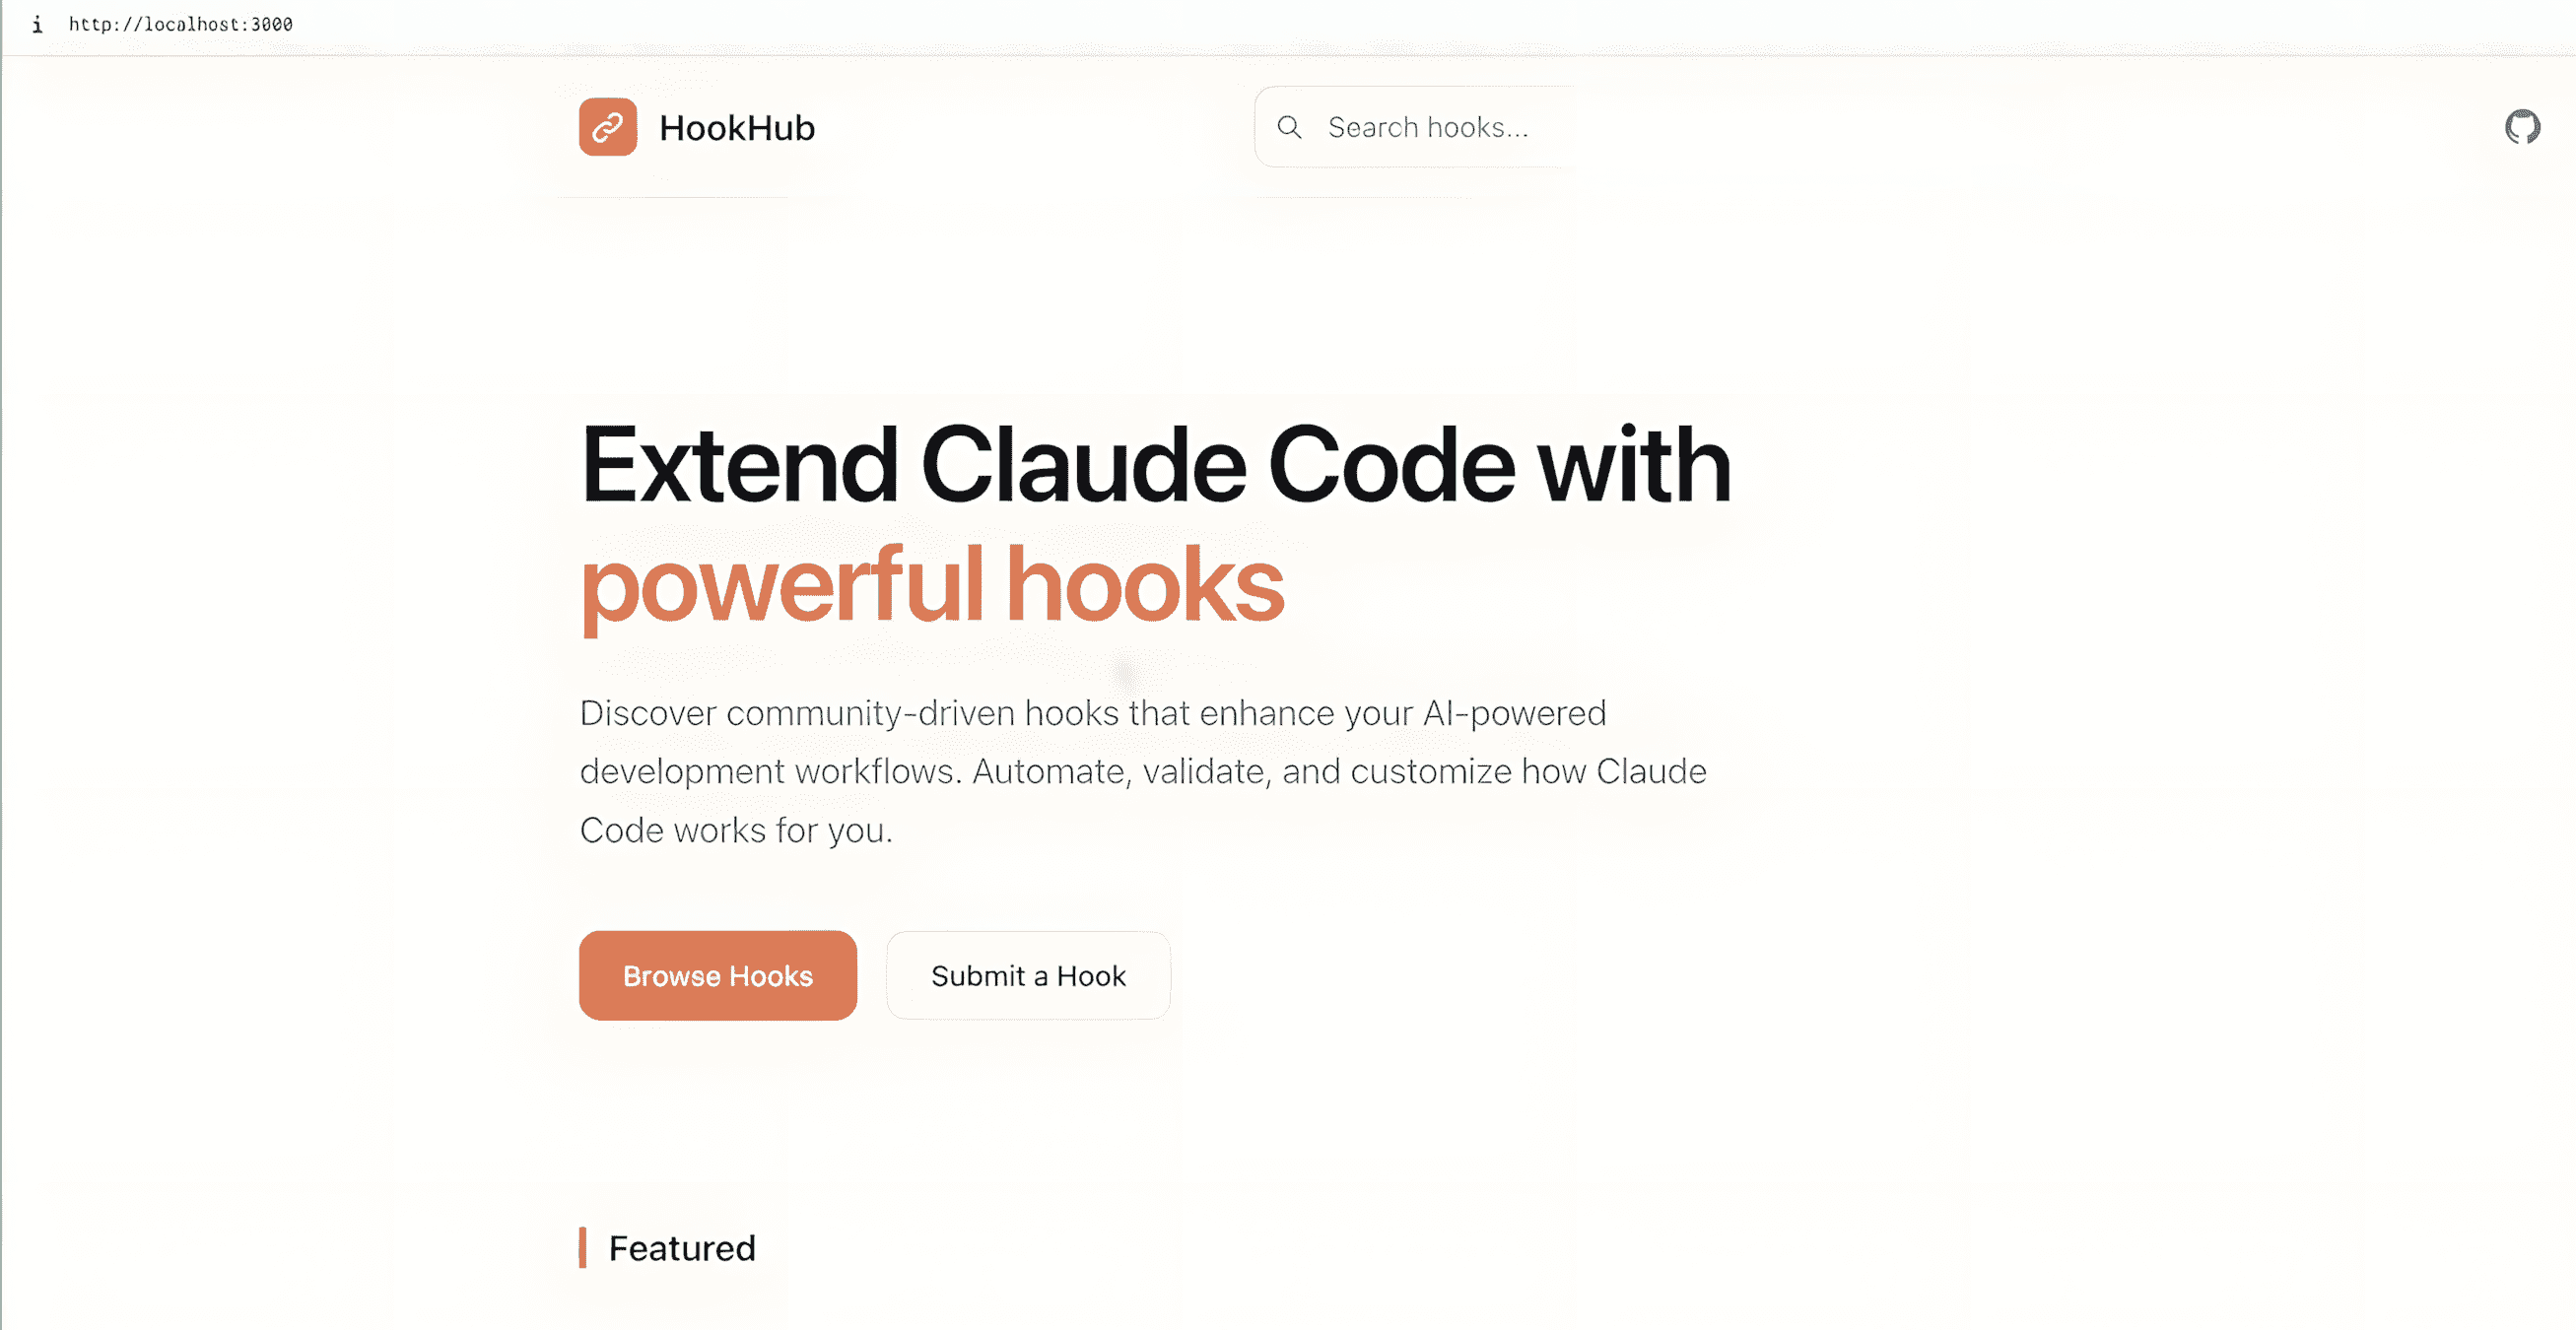 i http://localhost:3000
HookHub
Search hooks...
Extend Claude Code with
powerful hooks
Discover community-driven hooks that enhance your AI-powered
development workflows. Automate, validate, and customize how Claude
Code works for you.
Browse Hooks
Submit a Hook
Featured